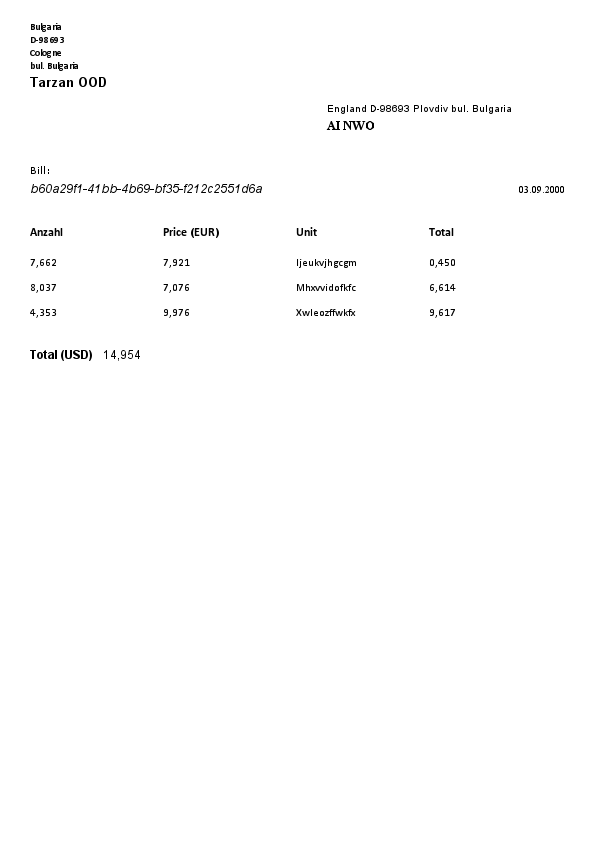 Bulgaria
D-98693
Cologne
bul. Bulgaria
Tarzan OOD
England D-98693 Plovdiv bul. Bulgaria
AI NWO
Bill:
b60a29f1-41bb-4b69-bf35-f212c2551d6a 03.09.2000
Anzahl Price (EUR) Unit Total
7,662 7,921 Ijeukvjhgcgm 0,450
8,037 7,076 Mhxvvidofkfc 6,614
4,353 9,976 Xwleozffwkfx 9,617
Total (USD) 14,954